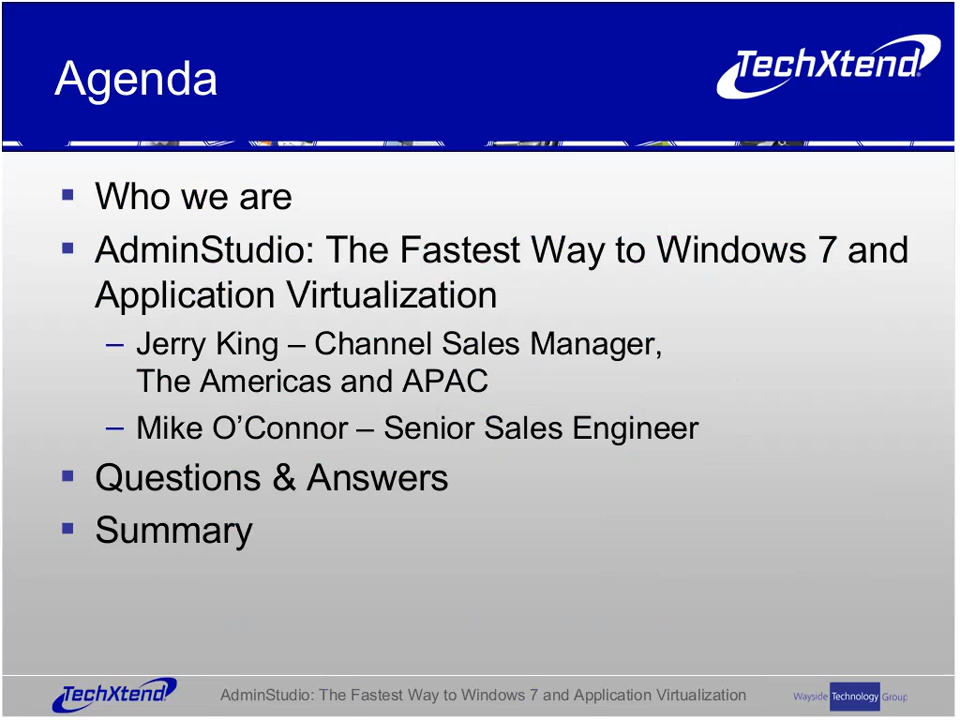 Agenda
TechXtend®
Who we are
AdminStudio: The Fastest Way to Windows 7 and
Application Virtualization
– Jerry King – Channel Sales Manager,
The Americas and APAC
– Mike O’Connor – Senior Sales Engineer
Questions & Answers
Summary
TechXtend
AdminStudio: The Fastest Way to Windows 7 and Application Virtualization
Wayside Technology Group